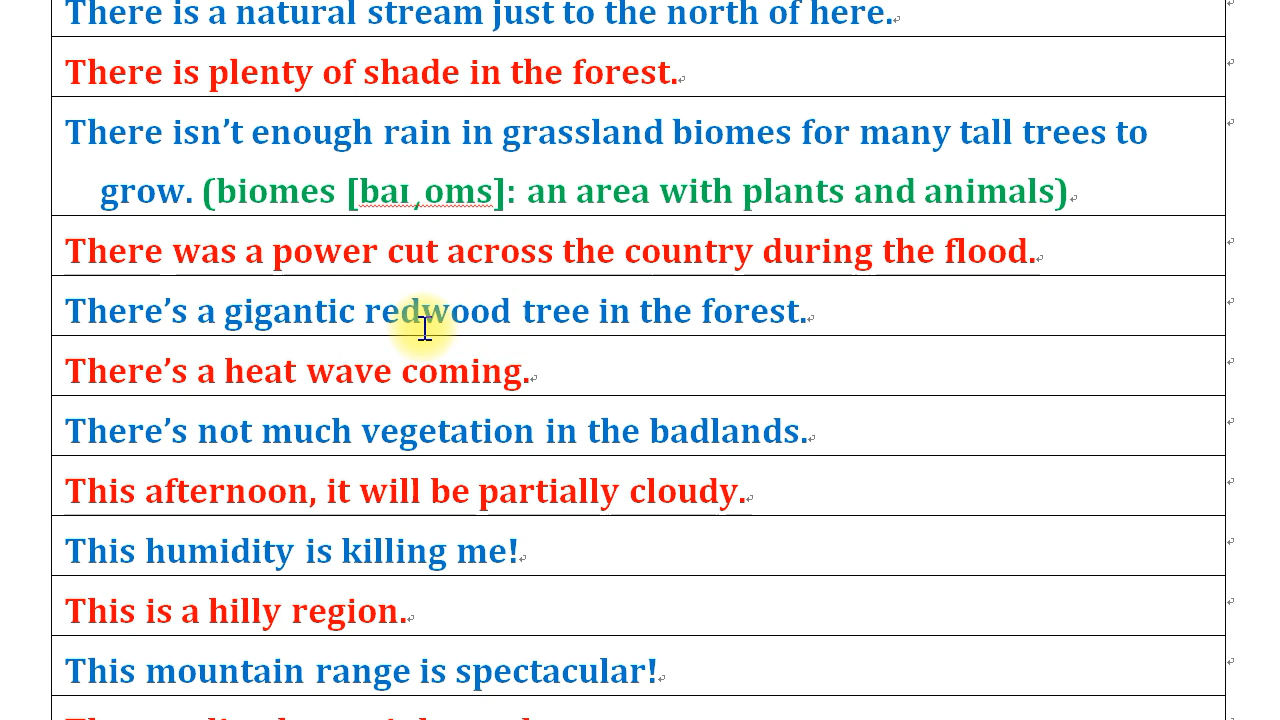 There is a natural stream just to the north of here.
There is plenty of shade in the forest.
There isn’t enough rain in grassland biomes for many tall trees to
grow. (biomes [baɪˌoms]: an area with plants and animals)
There was a power cut across the country during the flood.
There’s a gigantic redwood tree in the forest.
There’s a heat wave coming.
There’s not much vegetation in the badlands.
This afternoon, it will be partially cloudy.
This humidity is killing me!
This is a hilly region.
This mountain range is spectacular!